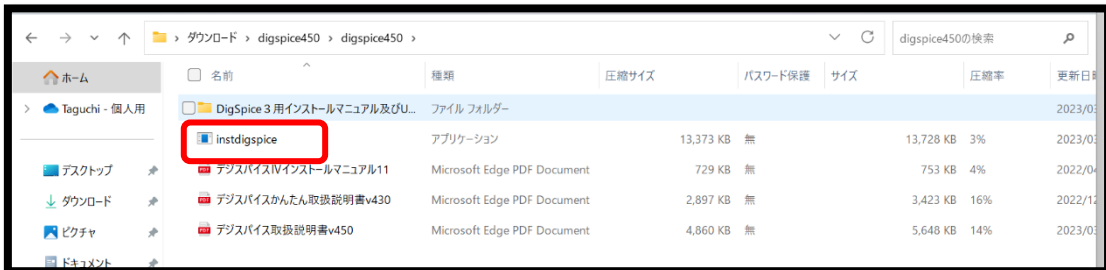 ダウンロード › digspice450 › digspice450 › digspice450の検索
ホーム 名前 種類 圧縮サイズ パスワード保護 サイズ 圧縮率 更新日
Taguchi - 個人用 DigSpice 3 用インストールマニュアル及びU... ファイル フォルダー 2023/03
instdigspice アプリケーション 13,373 KB 無 13,728 KB 3% 2023/03
デスクトップ デジスパイスⅣインストールマニュアル11 Microsoft Edge PDF Document 729 KB 無 753 KB 4% 2022/04
ダウンロード デジスパイスかんたん取扱説明書v430 Microsoft Edge PDF Document 2,897 KB 無 3,423 KB 16% 2022/12
ピクチャ デジスパイス取扱説明書v450 Microsoft Edge PDF Document 4,860 KB 無 5,648 KB 14% 2023/03
ドキュメント